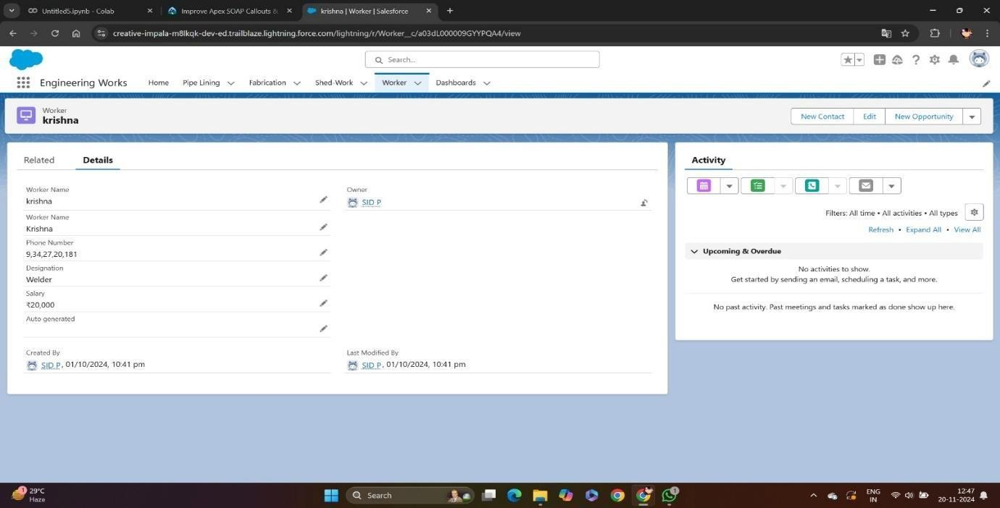 Untitled5.ipynb - Colab
Improve Apex SOAP Callouts &
krishna | Worker | Salesforce
creative-impala-m8lkqk-dev-ed.trailblaze.lightning.force.com/lightning/r/Worker__c/a03dL000009GYYPQA4/view
Search...
Engineering Works
Home
Pipe Lining
Fabrication
Shed-Work
Worker
Dashboards
Worker
krishna
New Contact
Edit
New Opportunity
Related
Details
Worker Name
krishna
Owner
SID P
Worker Name
Krishna
Phone Number
9,34,27,20,181
Designation
Welder
Salary
₹20,000
Auto generated
Created By
SID P, 01/10/2024, 10:41 pm
Last Modified By
SID P, 01/10/2024, 10:41 pm
Activity
Filters: All time • All activities • All types
Refresh • Expand All • View All
Upcoming & Overdue
No activities to show.
Get started by sending an email, scheduling a task, and more.
No past activity. Past meetings and tasks marked as done show up here.
1
29°C
Haze
Search
1
ENG
IN
12:47
20-11-2024